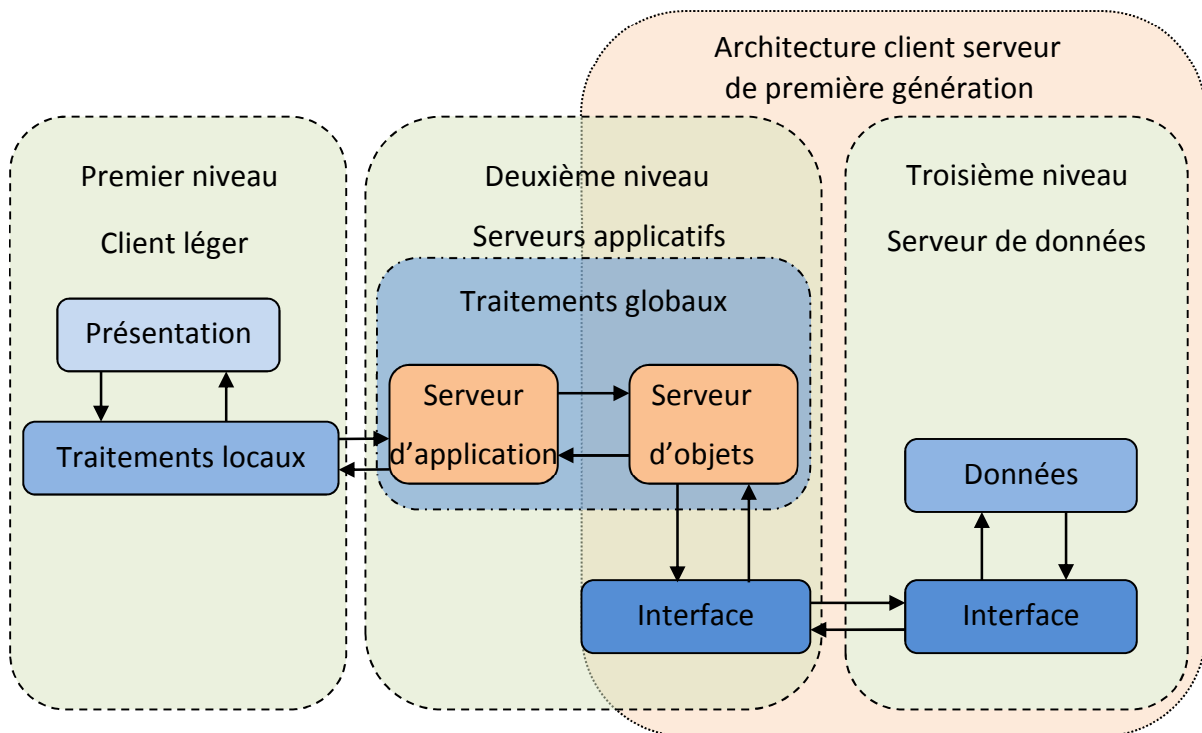 Architecture client serveur
de première génération
Premier niveau
Client léger
Présentation
Traitements locaux
Deuxième niveau
Serveurs applicatifs
Traitements globaux
Serveur
d’application
Serveur
d’objets
Interface
Troisième niveau
Serveur de données
Données
Interface